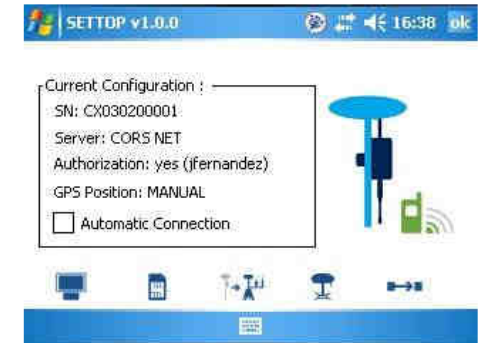 SETTOP v1.0.0
16:38 ok
Current Configuration :
SN: CX030200001
Server: CORS NET
Authorization: yes (jfernandez)
GPS Position: MANUAL
Automatic Connection